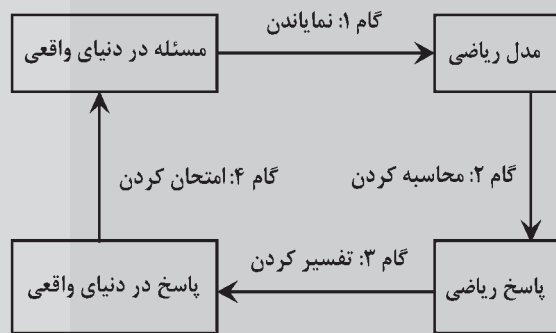 گام ۱: نمایاندن
مسئله در دنیای واقعی
مدل ریاضی
گام ۲: محاسبه کردن
گام ۴: امتحان کردن
گام ۳: تفسیر کردن
پاسخ ریاضی
پاسخ در دنیای واقعی